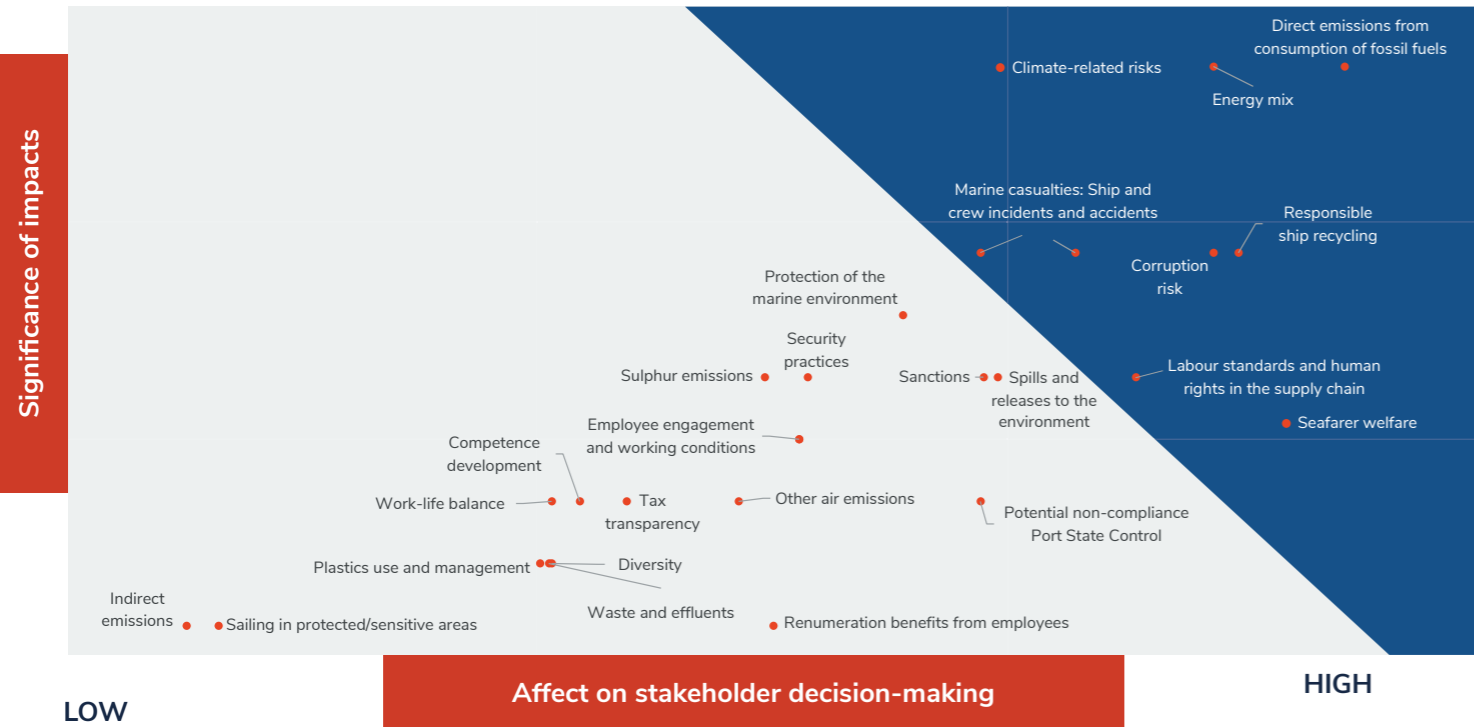 Direct emissions from
consumption of fossil fuels
Climate-related risks
Energy mix
Significance of impacts
Marine casualties: Ship and
crew incidents and accidents
Responsible
ship recycling
Corruption
risk
Protection of the
marine environment
Security
practices
Sulphur emissions
Sanctions
Spills and
releases to the
environment
Labour standards and human
rights in the supply chain
Seafarer welfare
Employee engagement
and working conditions
Competence
development
Work-life balance
Tax
transparency
Other air emissions
Potential non-compliance
Port State Control
Plastics use and management
Diversity
Waste and effluents
Indirect
emissions
Sailing in protected/sensitive areas
Renumeration benefits from employees
LOW
Affect on stakeholder decision-making
HIGH